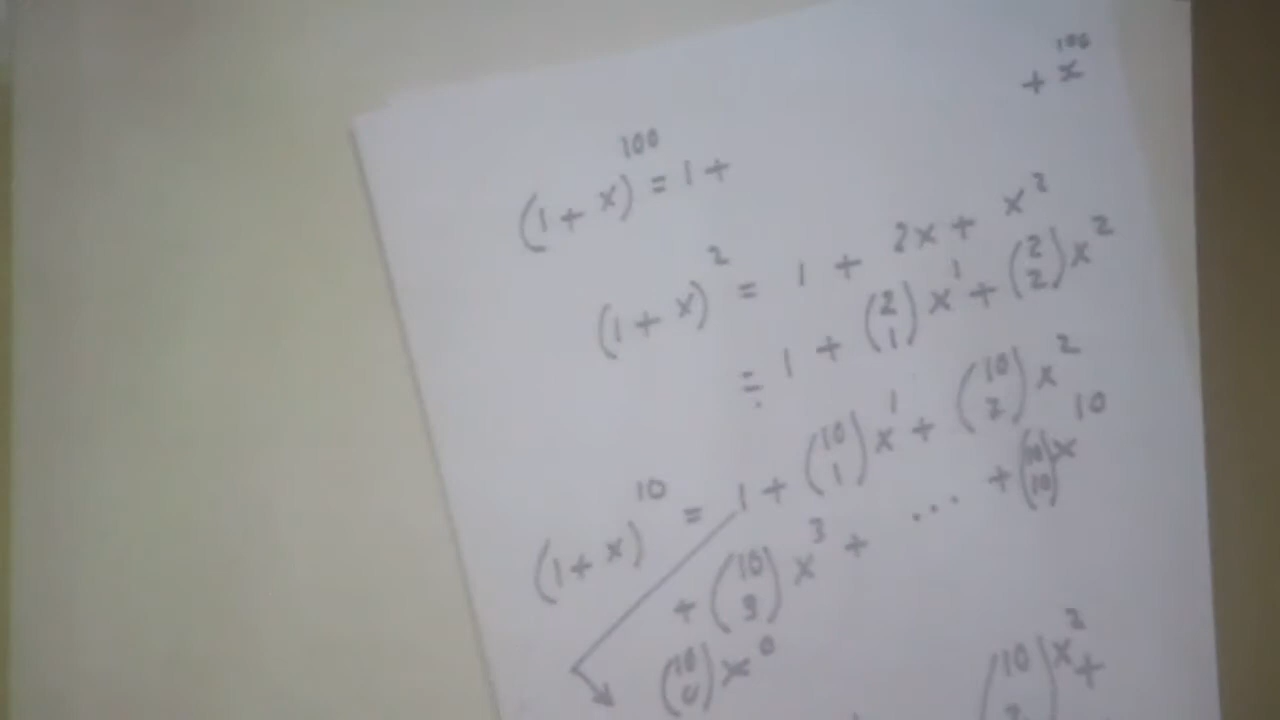 (1 + x)^100 = 1 + + x^100
(1 + x)^2 = 1 + 2x + x^2
= 1 + (2 1) x^1 + (2 2) x^2
(1 + x)^10 = 1 + (10 1) x^1 + (10 2) x^2
+ (10 3) x^3 + ... + (10 10) x^10
(10 0) x^0
(10 2) x^2 +